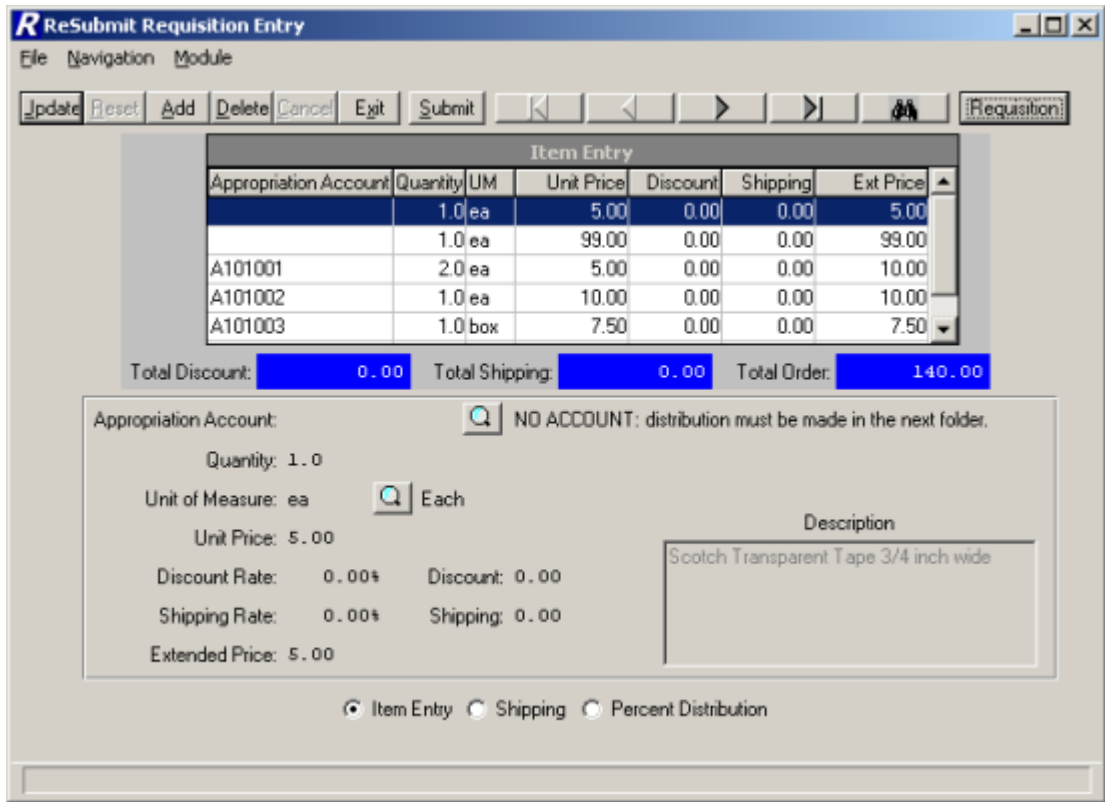 R ReSubmit Requisition Entry
File Navigation Module
Update Reset Add Delete Cancel Exit Submit Requisition
Item Entry
Appropriation Account Quantity UM Unit Price Discount Shipping Ext Price
1.0 ea 5.00 0.00 0.00 5.00
1.0 ea 99.00 0.00 0.00 99.00
A101001 2.0 ea 5.00 0.00 0.00 10.00
A101002 1.0 ea 10.00 0.00 0.00 10.00
A101003 1.0 box 7.50 0.00 0.00 7.50
Total Discount: 0.00 Total Shipping: 0.00 Total Order: 140.00
Appropriation Account: NO ACCOUNT: distribution must be made in the next folder.
Quantity: 1.0
Unit of Measure: ea Each
Unit Price: 5.00
Description
Scotch Transparent Tape 3/4 inch wide
Discount Rate: 0.00% Discount: 0.00
Shipping Rate: 0.00% Shipping: 0.00
Extended Price: 5.00
Item Entry Shipping Percent Distribution